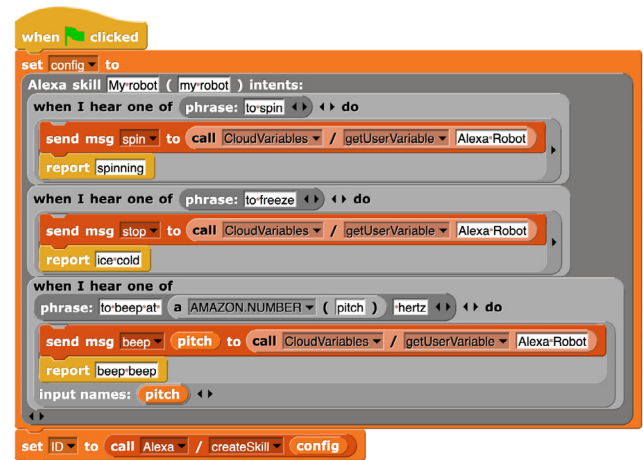 when clicked
set config to
Alexa skill My robot ( my robot ) intents:
when I hear one of phrase: to spin do
send msg spin to call CloudVariables / getUserVariable Alexa Robot
report spinning
when I hear one of phrase: to freeze do
send msg stop to call CloudVariables / getUserVariable Alexa Robot
report ice cold
when I hear one of
phrase: to beep at a AMAZON.NUMBER ( pitch ) hertz do
send msg beep pitch to call CloudVariables / getUserVariable Alexa Robot
report beep beep
input names: pitch
set ID to call Alexa / createSkill config